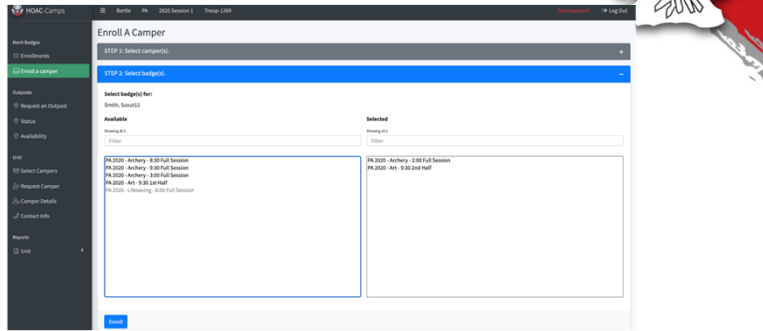 HOAC-Camps
Bartle PA 2020 Session 1 Troop-1269
Development Log Out
Merit Badges
Enrollments
Enroll a camper
Outposts
Request an Outpost
Status
Availability
Unit
Select Campers
Request Camper
Camper Details
Contact Info
Reports
Unit
Enroll A Camper
STEP 1: Select camper(s). +
STEP 2: Select badge(s). –
Select badge(s) for:
Smith, Scout12
Available
Showing all 5
Filter
PA 2020 - Archery - 8:30 Full Session
PA 2020 - Archery - 9:30 Full Session
PA 2020 - Archery - 3:00 Full Session
PA 2020 - Art - 9:30 1st Half
PA 2020 - Lifesaving - 8:00 Full Session
Selected
Showing all 2
Filter
PA 2020 - Archery - 2:00 Full Session
PA 2020 - Art - 9:30 2nd Half
Enroll